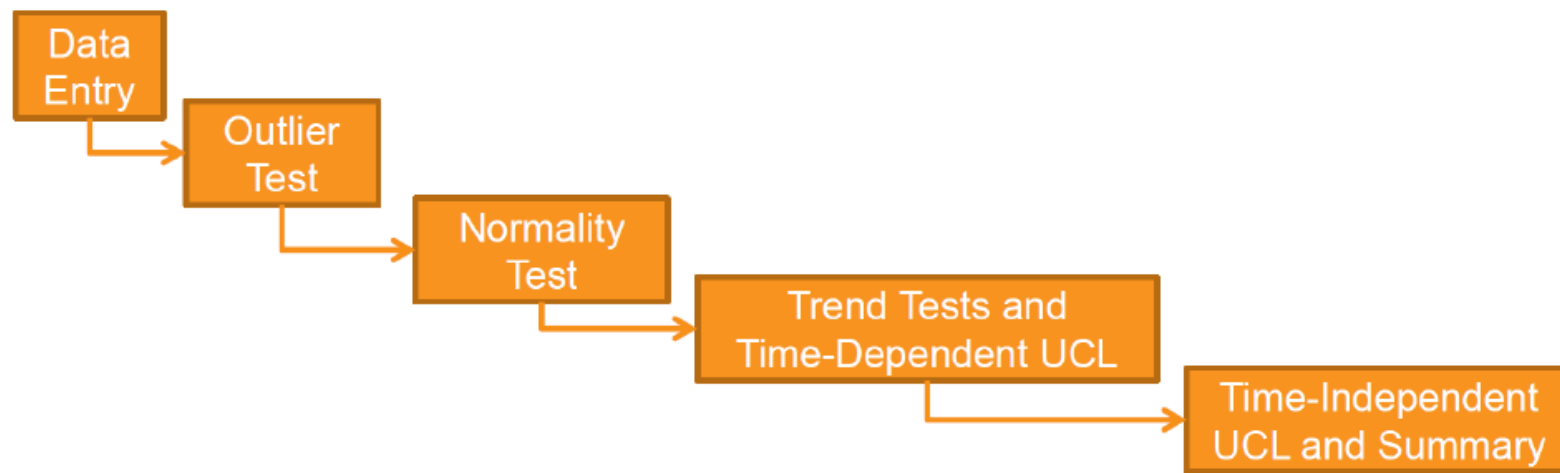 Data
Entry
Outlier
Test
Normality
Test
Trend Tests and
Time-Dependent UCL
Time-Independent
UCL and Summary